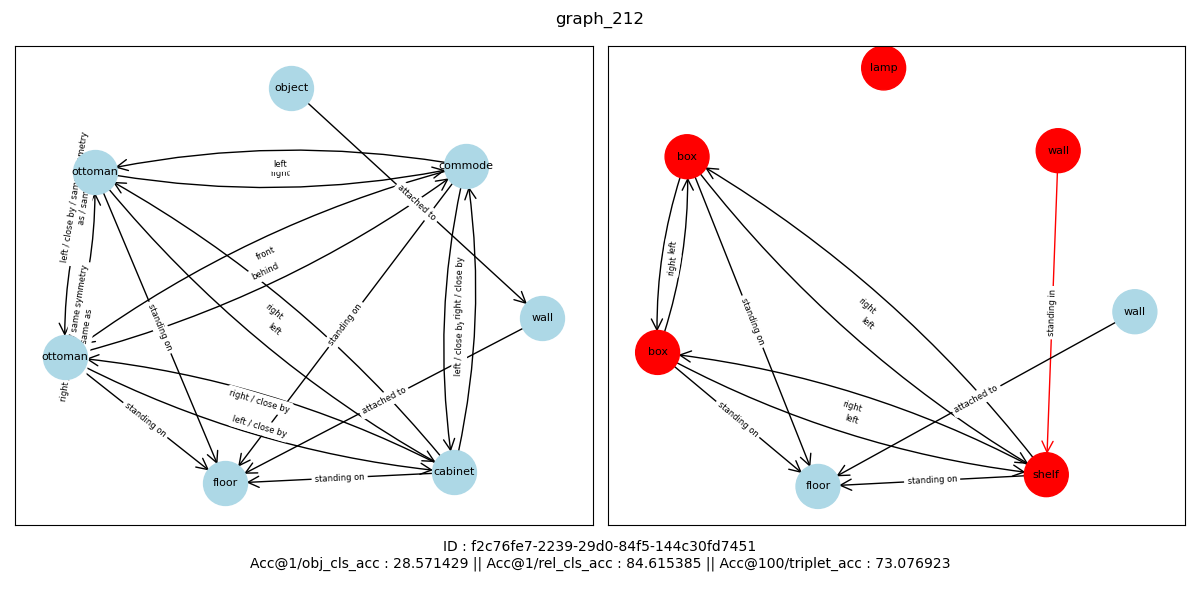 graph_212
object
lamp
ottoman
commode
box
wall
left
right
attached to
left / close by / same symmetry
as / same
front
behind
right left
standing on
right
left
standing on
left / close by right / close by
standing on
right
left
standing in
wall
wall
same symmetry
same as
right
ottoman
box
right / close by
left / close by
attached to
right
left
attached to
standing on
standing on
floor
standing on
cabinet
floor
standing on
shelf
ID : f2c76fe7-2239-29d0-84f5-144c30fd7451
Acc@1/obj_cls_acc : 28.571429 || Acc@1/rel_cls_acc : 84.615385 || Acc@100/triplet_acc : 73.076923